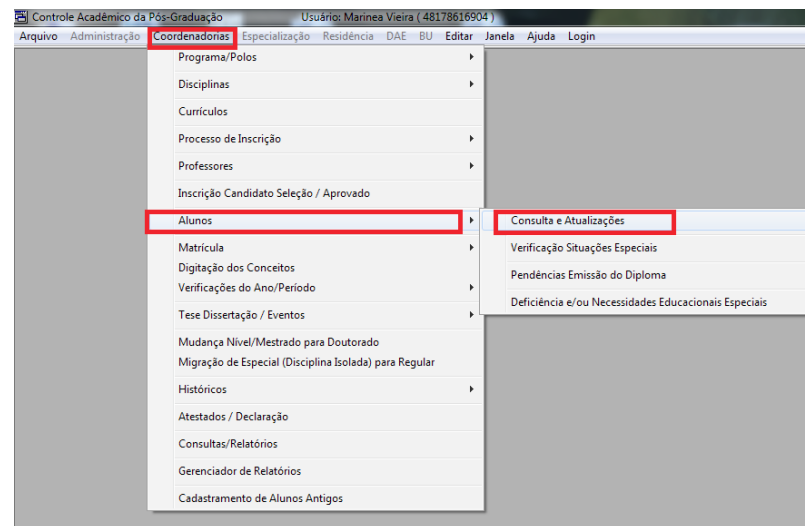 Controle Acadêmico da Pós-Graduação Usuário: Marinea Vieira ( 48178616904 )
Arquivo Administração Coordenadorias Especialização Residência DAE BU Editar Janela Ajuda Login
Programa/Polos
Disciplinas
Currículos
Processo de Inscrição
Professores
Inscrição Candidato Seleção / Aprovado
Alunos
Consulta e Atualizações
Matrícula
Verificação Situações Especiais
Digitação dos Conceitos
Pendências Emissão do Diploma
Verificações do Ano/Período
Deficiência e/ou Necessidades Educacionais Especiais
Tese Dissertação / Eventos
Mudança Nível/Mestrado para Doutorado
Migração de Especial (Disciplina Isolada) para Regular
Históricos
Atestados / Declaração
Consultas/Relatórios
Gerenciador de Relatórios
Cadastramento de Alunos Antigos